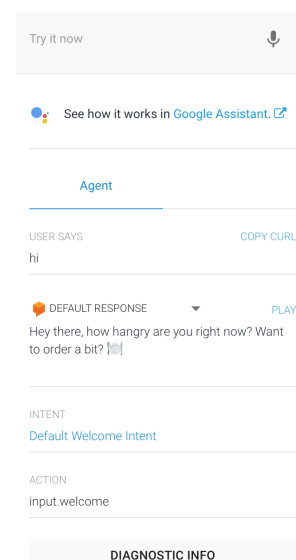 Try it now
See how it works in Google Assistant.
Agent
USER SAYS COPY CURL
hi
DEFAULT RESPONSE PLAY
Hey there, how hangry are you right now? Want
to order a bit? 🍽
INTENT
Default Welcome Intent
ACTION
input.welcome
DIAGNOSTIC INFO